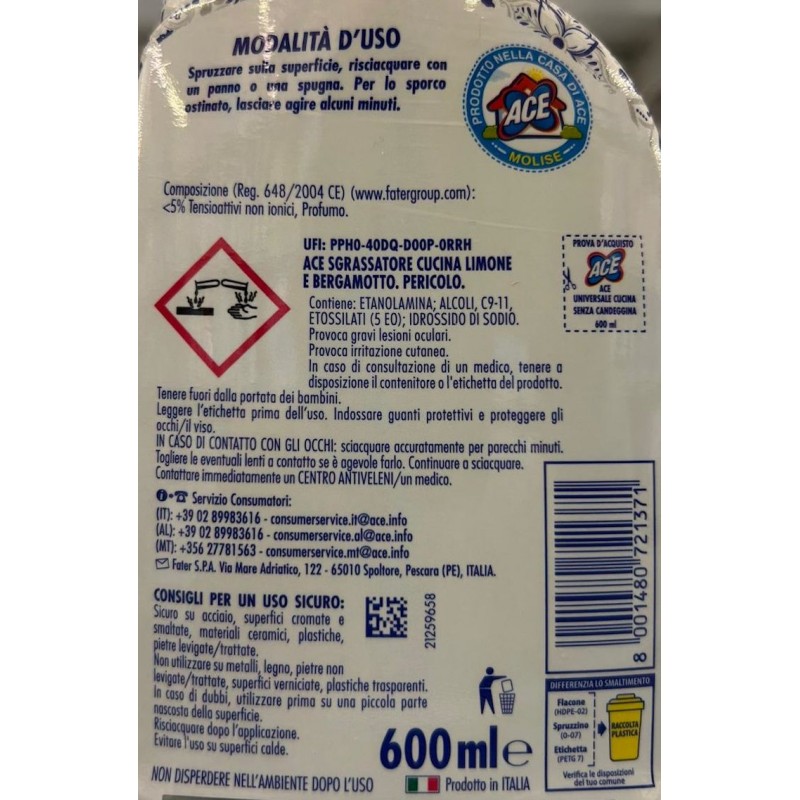 MODALITÀ D'USO
Spruzzare sulla superficie, risciacquare con
un panno o una spugna. Per lo sporco
ostinato, lasciare agire alcuni minuti.
PRODOTTO NELLA CASA DI ACE
ACE
MOLISE
Composizione (Reg. 648/2004 CE) (www.fatergroup.com):
<5% Tensioattivi non ionici, Profumo.
UFI: PPH0-40DQ-D00P-0RRH
ACE SGRASSATORE CUCINA LIMONE
E BERGAMOTTO. PERICOLO.
Contiene: ETANOLAMINA; ALCOLI, C9-11,
ETOSSILATI (5 EO); IDROSSIDO DI SODIO.
Provoca gravi lesioni oculari.
Provoca irritazione cutanea.
In caso di consultazione di un medico, tenere a
disposizione il contenitore o l'etichetta del prodotto.
PROVA D'ACQUISTO
ACE
ACE
UNIVERSALE CUCINA
SENZA CANDEGGINA
600 ml
Tenere fuori dalla portata dei bambini.
Leggere l'etichetta prima dell'uso. Indossare guanti protettivi e proteggere gli
occhi/il viso.
IN CASO DI CONTATTO CON GLI OCCHI: sciacquare accuratamente per parecchi minuti.
Togliere le eventuali lenti a contatto se è agevole farlo. Continuare a sciacquare.
Contattare immediatamente un CENTRO ANTIVELENI/un medico.
Servizio Consumatori:
(IT): +39 02 89983616 - consumerservice.it@ace.info
(AL): +39 02 89983616 - consumerservice.al@ace.info
(MT): +356 27781563 - consumerservice.mt@ace.info
Fater S.P.A. Via Mare Adriatico, 122 - 65010 Spoltore, Pescara (PE), ITALIA.
CONSIGLI PER UN USO SICURO:
Sicuro su acciaio, superfici cromate e
smaltate, materiali ceramici, plastiche,
pietre levigate/trattate.
Non utilizzare su metalli, legno, pietre non
levigate/trattate, superfici verniciate, plastiche trasparenti.
In caso di dubbi, utilizzare prima su una piccola parte
nascosta della superficie.
Risciacquare dopo l'applicazione.
Evitare l'uso su superfici calde.
21259658
8 001480 721371
600 ml e
NON DISPERDERE NELL'AMBIENTE DOPO L'USO
Prodotto in ITALIA
DIFFERENZIA LO SMALTIMENTO
Flacone
(HDPE-02)
Spruzzino
(O-07)
Etichetta
(PETG 7)
RACCOLTA
PLASTICA
Verifica le disposizioni
del tuo comune